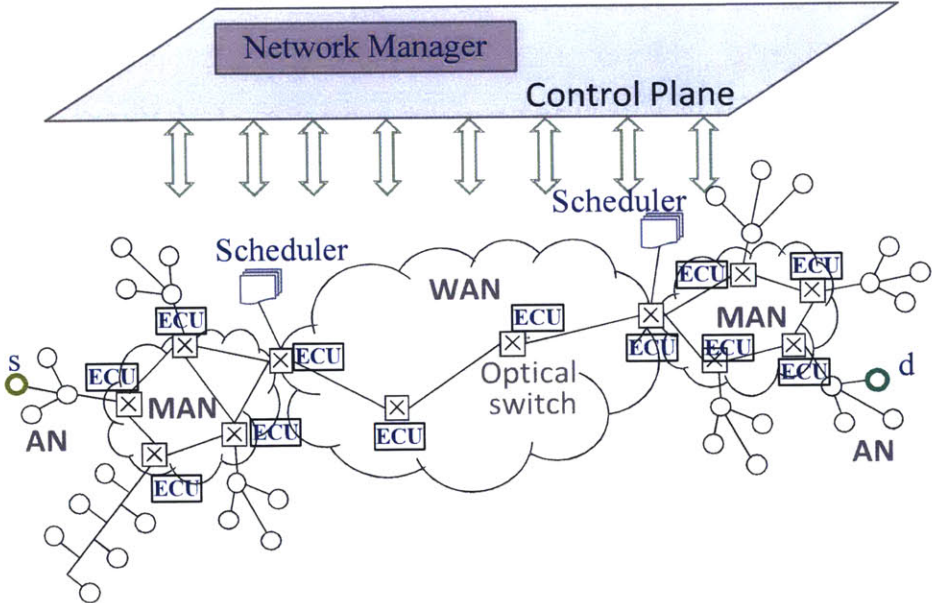 Network Manager
Control Plane
Scheduler
Scheduler
WAN
ECU
ECU
ECU
MAN
ECU
ECU
ECU
ECU
ECU
s
ECU
MAN
AN
Optical
switch
d
ECU
ECU
ECU
AN
ECU